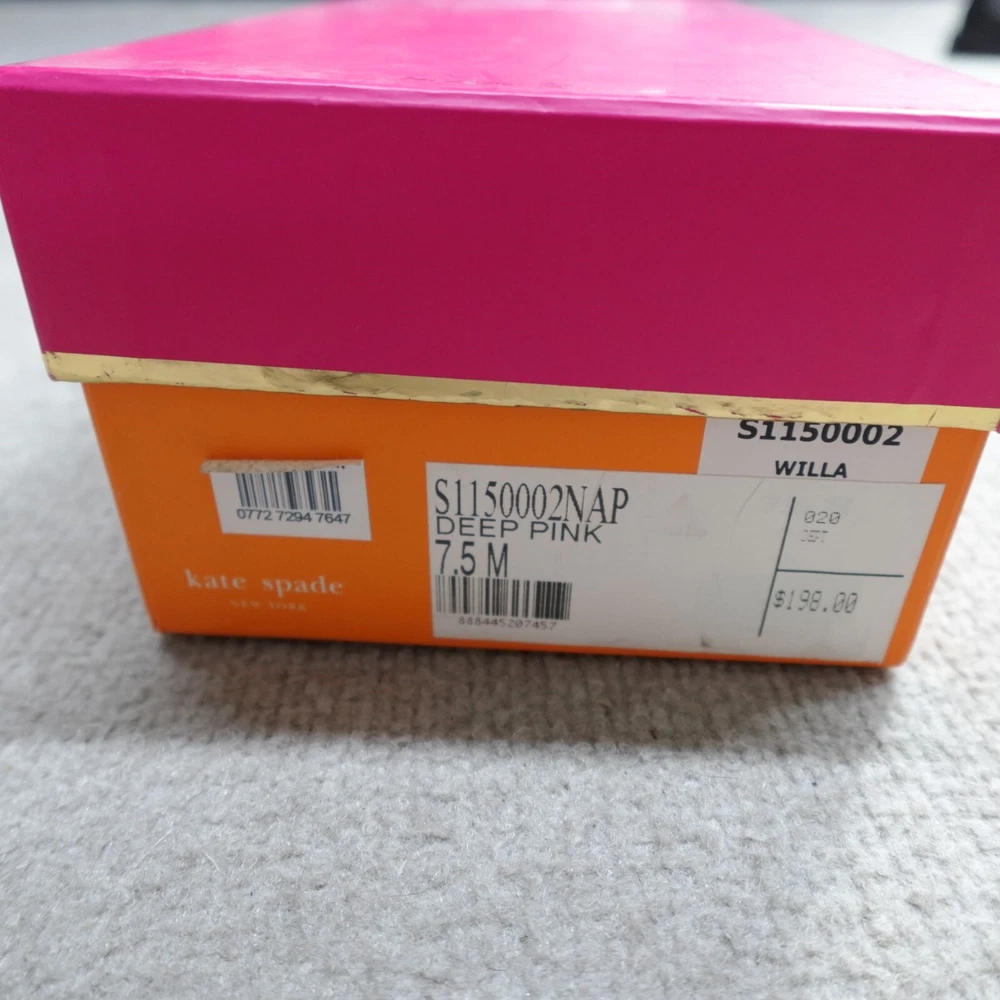 S1150002
WILLA
0772 7294 7647
kate spade
NEW YORK
S1150002NAP
DEEP PINK
7.5 M
888445207457
020
$198.00